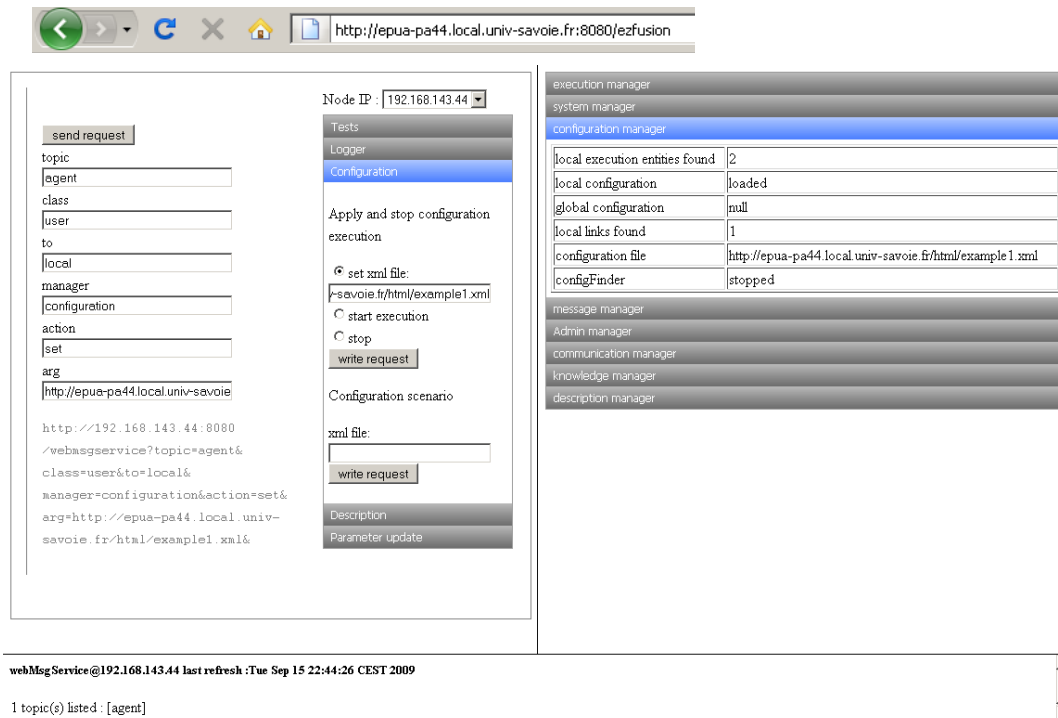 http://epua-pa44.local.univ-savoie.fr:8080/ezfusion
send request
topic
agent
class
user
to
local
manager
configuration
action
set
arg
http://epua-pa44.local.univ-savoie
http://192.168.143.44:8080
/webmsgservice?topic=agent&
class=user&to=local&
manager=configuration&action=set&
arg=http://epua-pa44.local.univ-
savoie.fr/html/example1.xml&
Node IP : 192.168.143.44
Tests
Logger
Configuration
Apply and stop configuration
execution
set xml file:
/-savoie.fr/html/example1.xml
start execution
stop
write request
Configuration scenario
xml file:
write request
Description
Parameter update
execution manager
system manager
configuration manager
local execution entities found 2
local configuration loaded
global configuration null
local links found 1
configuration file http://epua-pa44.local.univ-savoie.fr/html/example1.xml
configFinder stopped
message manager
Admin manager
communication manager
knowledge manager
description manager
webMsgService@192.168.143.44 last refresh :Tue Sep 15 22:44:26 CEST 2009
1 topic(s) listed : [agent]